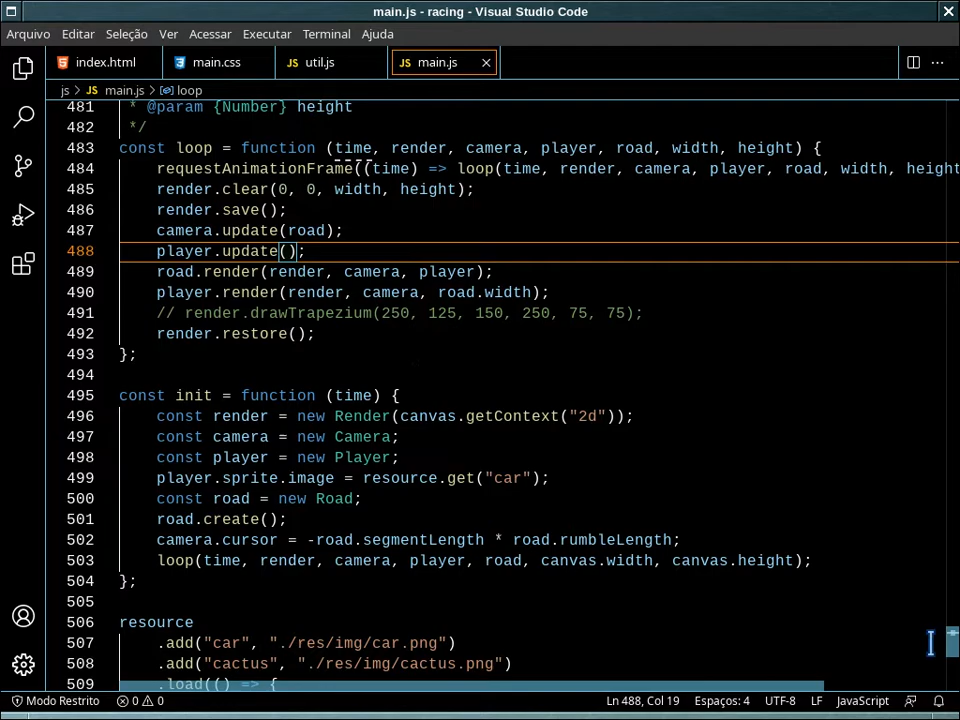 main.js - racing - Visual Studio Code
Arquivo Editar Seleção Ver Acessar Executar Terminal Ajuda
index.html main.css JS util.js JS main.js
js > JS main.js > loop
481 * @param {Number} height
482 */
483 const loop = function (time, render, camera, player, road, width, height) {
484 requestAnimationFrame((time) => loop(time, render, camera, player, road, width, height
485 render.clear(0, 0, width, height);
486 render.save();
487 camera.update(road);
488 player.update();
489 road.render(render, camera, player);
490 player.render(render, camera, road.width);
491 // render.drawTrapezium(250, 125, 150, 250, 75, 75);
492 render.restore();
493 };
494
495 const init = function (time) {
496 const render = new Render(canvas.getContext("2d"));
497 const camera = new Camera;
498 const player = new Player;
499 player.sprite.image = resource.get("car");
500 const road = new Road;
501 road.create();
502 camera.cursor = -road.segmentLength * road.rumbleLength;
503 loop(time, render, camera, player, road, canvas.width, canvas.height);
504 };
505
506 resource
507 .add("car", "./res/img/car.png")
508 .add("cactus", "./res/img/cactus.png")
509 .load(() => {
Modo Restrito 0 0 Ln 488, Col 19 Espaços: 4 UTF-8 LF JavaScript